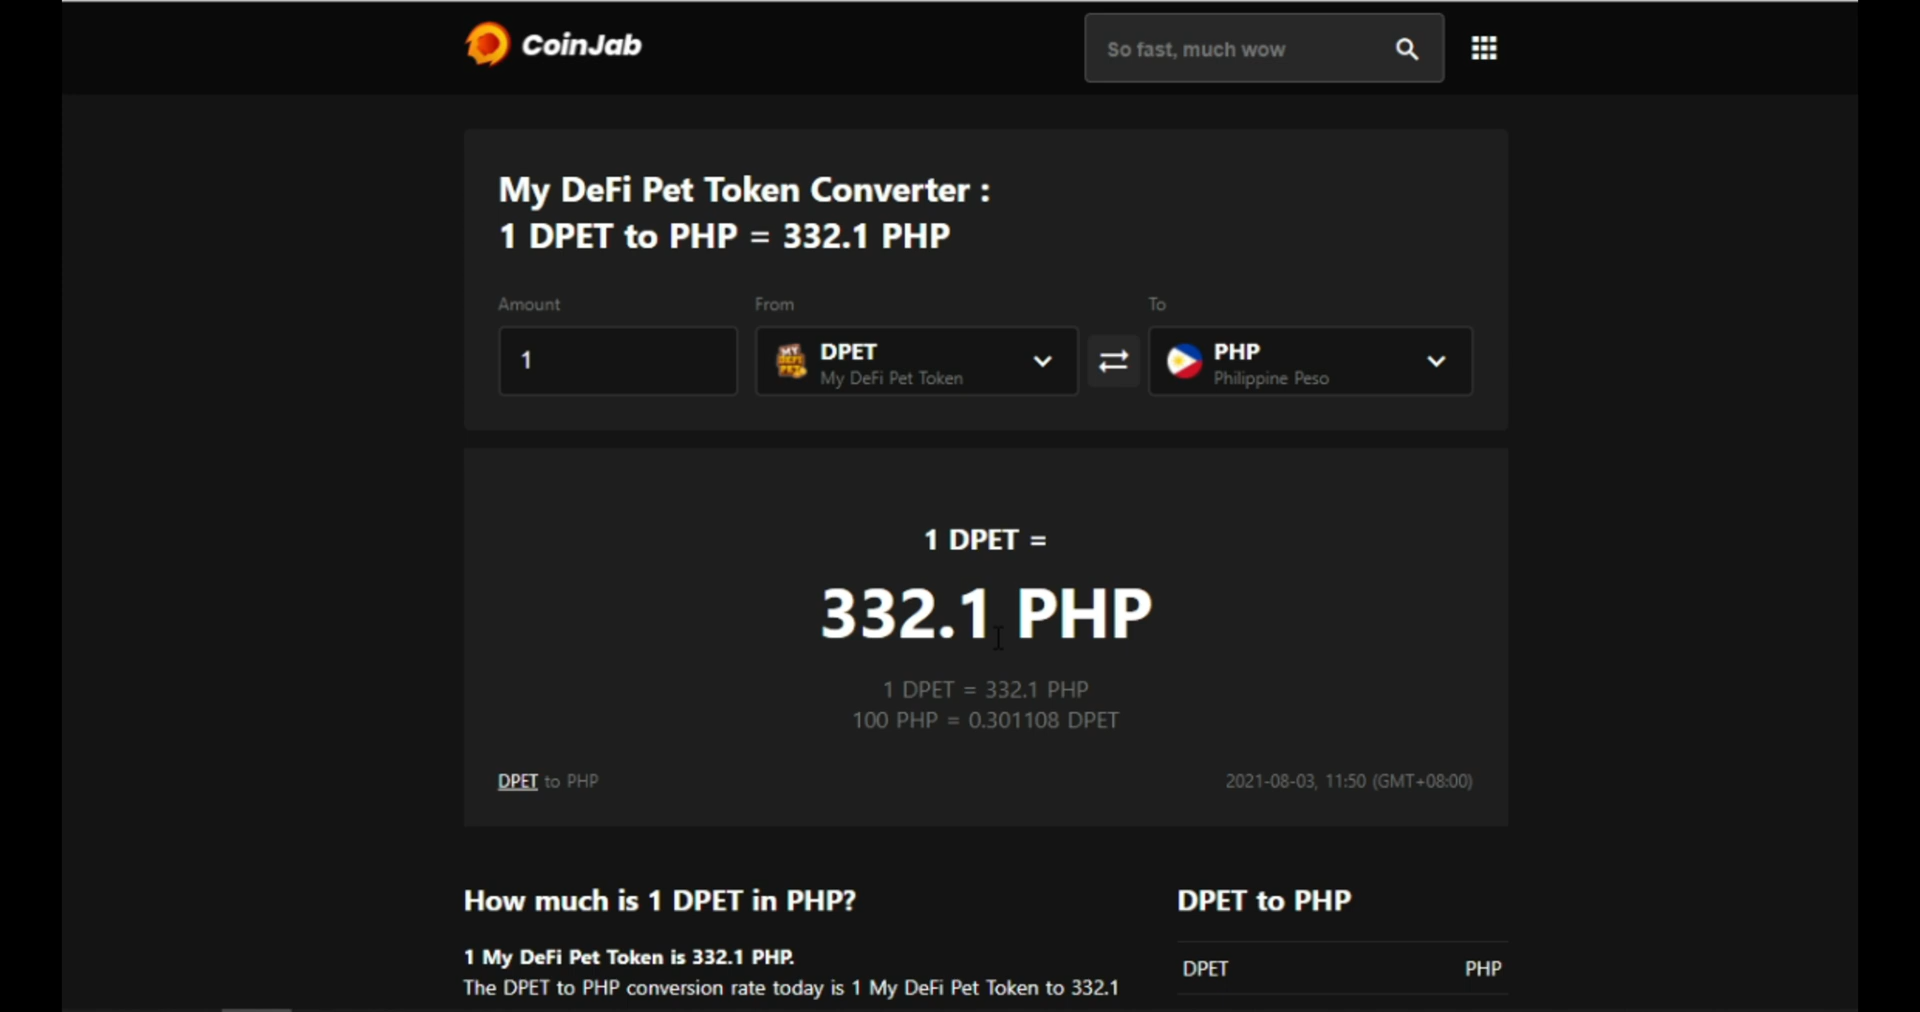 CoinJab
So fast, much wow
My DeFi Pet Token Converter :
1 DPET to PHP = 332.1 PHP
Amount
From
To
1
DPET
My DeFi Pet Token
PHP
Philippine Peso
1 DPET =
332.1 PHP
1 DPET = 332.1 PHP
100 PHP = 0.301108 DPET
DPET to PHP
2021-08-03, 11:50 (GMT+08:00)
How much is 1 DPET in PHP?
DPET to PHP
1 My DeFi Pet Token is 332.1 PHP.
The DPET to PHP conversion rate today is 1 My DeFi Pet Token to 332.1
DPET
PHP